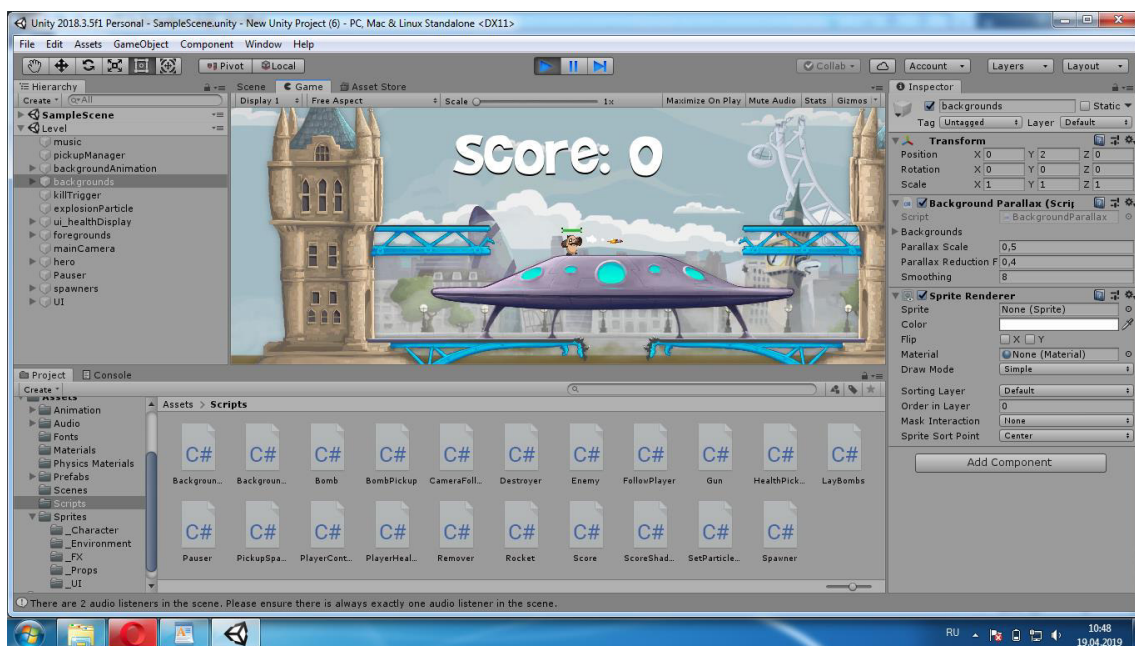 Unity 2018.3.5f1 Personal - SampleScene.unity - New Unity Project (6) - PC, Mac & Linux Standalone <DX11>
File Edit Assets GameObject Component Window Help
Pivot Local Collab Account Layers Layout
Hierarchy
Create All
SampleScene
Level
music
pickupManager
backgroundAnimation
backgrounds
killTrigger
explosionParticle
ui_healthDisplay
foregrounds
mainCamera
hero
Pauser
spawners
UI
Scene Game Asset Store
Display 1 Free Aspect Scale 1x Maximize On Play Mute Audio Stats Gizmos
Score: 0
Inspector
backgrounds Static
Tag Untagged Layer Default
Transform
Position X 0 Y 2 Z 0
Rotation X 0 Y 0 Z 0
Scale X 1 Y 1 Z 1
Background Parallax (Scrip
Script BackgroundParallax
Backgrounds
Parallax Scale 0,5
Parallax Reduction F 0,4
Smoothing 8
Sprite Renderer
Sprite None (Sprite)
Color
Flip X Y
Material None (Material)
Draw Mode Simple
Sorting Layer Default
Order in Layer 0
Mask Interaction None
Sprite Sort Point Center
Add Component
Project Console
Create
Assets
Animation
Audio
Fonts
Materials
Physics Materials
Prefabs
Scenes
Scripts
Sprites
_Character
_Environment
_FX
_Props
_UI
Assets > Scripts
C# C# C# C# C# C# C# C# C# C# C#
Backgroun... Backgroun... Bomb BombPickup CameraFoll... Destroyer Enemy FollowPlayer Gun HealthPick... LayBombs
C# C# C# C# C# C# C# C# C# C#
Pauser PickupSpa... PlayerCont... PlayerHeal... Remover Rocket Score ScoreShad... SetParticle... Spawner
There are 2 audio listeners in the scene. Please ensure there is always exactly one audio listener in the scene.
RU 10:48
19.04.2019